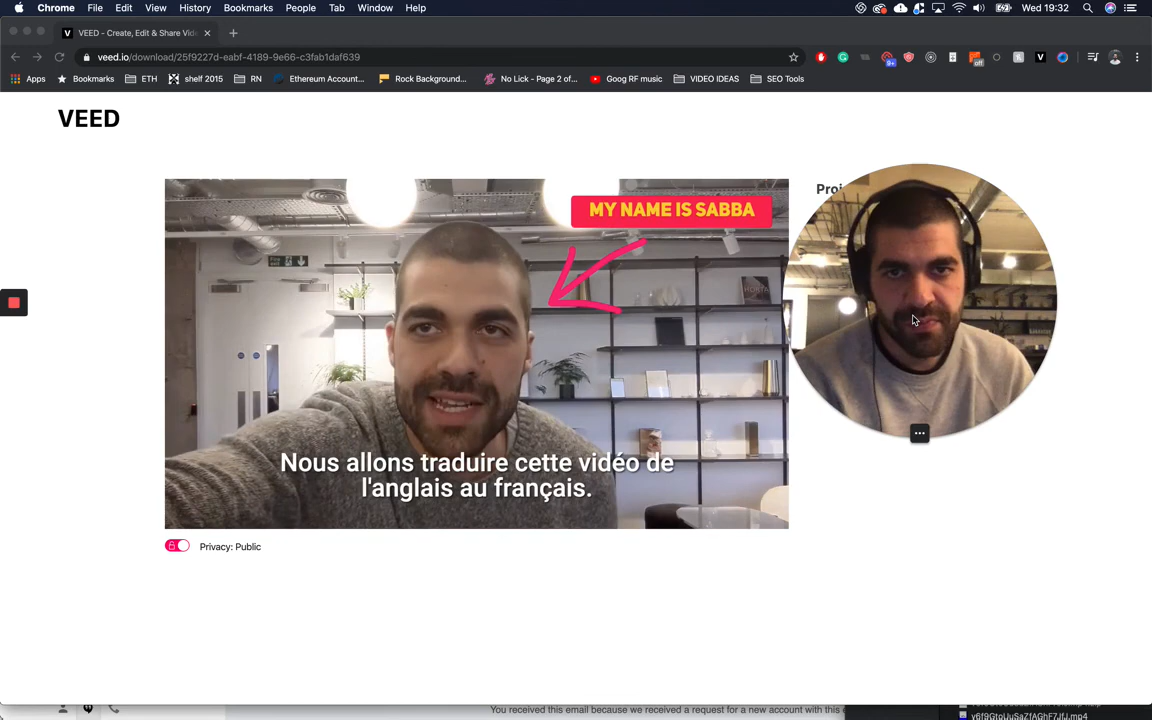 Chrome File Edit View History Bookmarks People Tab Window Help Wed 19:32
V VEED - Create, Edit & Share Vid
veed.io/download/25f9227d-eabf-4189-9e66-c3fab1daf639
9+ off V
Apps Bookmarks ETH shelf 2015 RN Ethereum Account... Rock Background... No Lick - Page 2 of... Goog RF music VIDEO IDEAS SEO Tools
VEED
MY NAME IS SABBA
Nous allons traduire cette vidéo de
l'anglais au français.
Privacy: Public
You received this email because we received a request for a new account with this